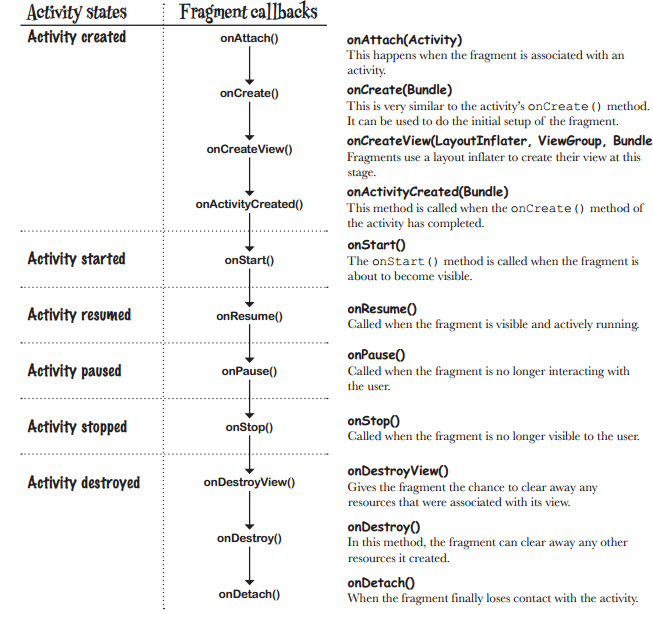 Activity states Fragment callbacks
Activity created
onAttach()
onCreate()
onCreateView()
onActivityCreated()
Activity started
onStart()
Activity resumed
onResume()
Activity paused
onPause()
Activity stopped
onStop()
Activity destroyed
onDestroyView()
onDestroy()
onDetach()
onAttach(Activity)
This happens when the fragment is associated with an
activity.
onCreate(Bundle)
This is very similar to the activity's onCreate() method.
It can be used to do the initial setup of the fragment.
onCreateView(LayoutInflater, ViewGroup, Bundle
Fragments use a layout inflater to create their view at this
stage.
onActivityCreated(Bundle)
This method is called when the onCreate() method of
the activity has completed.
onStart()
The onStart() method is called when the fragment is
about to become visible.
onResume()
Called when the fragment is visible and actively running.
onPause()
Called when the fragment is no longer interacting with
the user.
onStop()
Called when the fragment is no longer visible to the user.
onDestroyView()
Gives the fragment the chance to clear away any
resources that were associated with its view.
onDestroy()
In this method, the fragment can clear away any other
resources it created.
onDetach()
When the fragment finally loses contact with the activity.